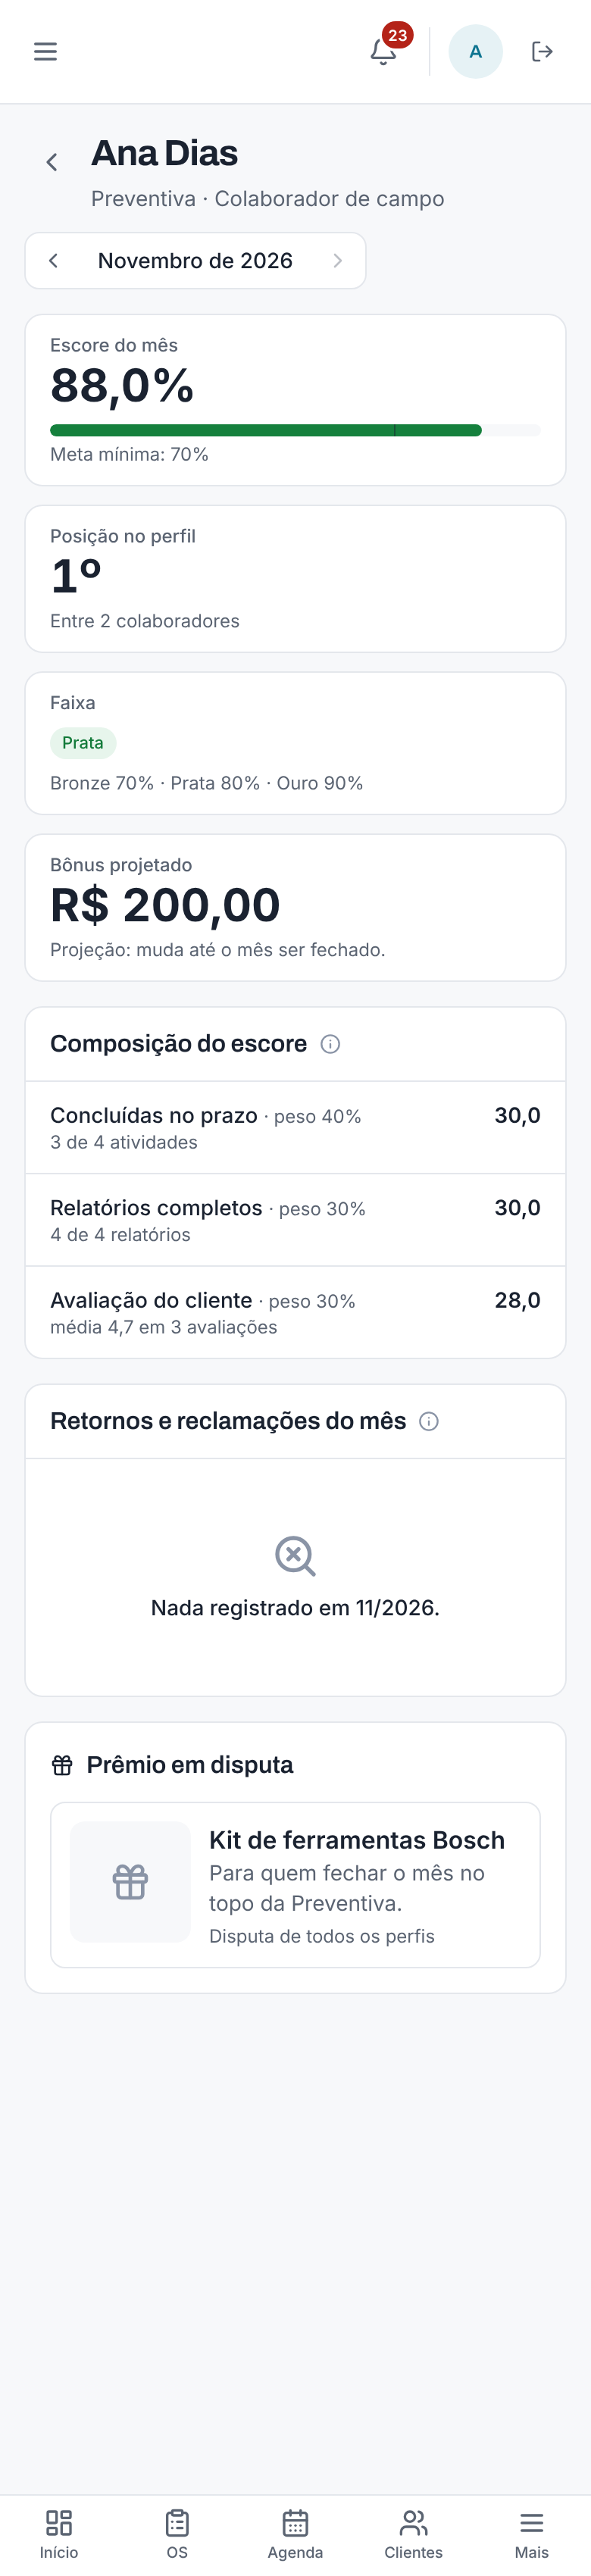 23
A
Ana Dias
Preventiva · Colaborador de campo
Novembro de 2026
Escore do mês
88,0%
Meta mínima: 70%
Posição no perfil
1º
Entre 2 colaboradores
Faixa
Prata
Bronze 70% · Prata 80% · Ouro 90%
Bônus projetado
R$ 200,00
Projeção: muda até o mês ser fechado.
Composição do escore
Concluídas no prazo · peso 40% 30,0
3 de 4 atividades
Relatórios completos · peso 30% 30,0
4 de 4 relatórios
Avaliação do cliente · peso 30% 28,0
média 4,7 em 3 avaliações
Retornos e reclamações do mês
Nada registrado em 11/2026.
Prêmio em disputa
Kit de ferramentas Bosch
Para quem fechar o mês no
topo da Preventiva.
Disputa de todos os perfis
Início OS Agenda Clientes Mais